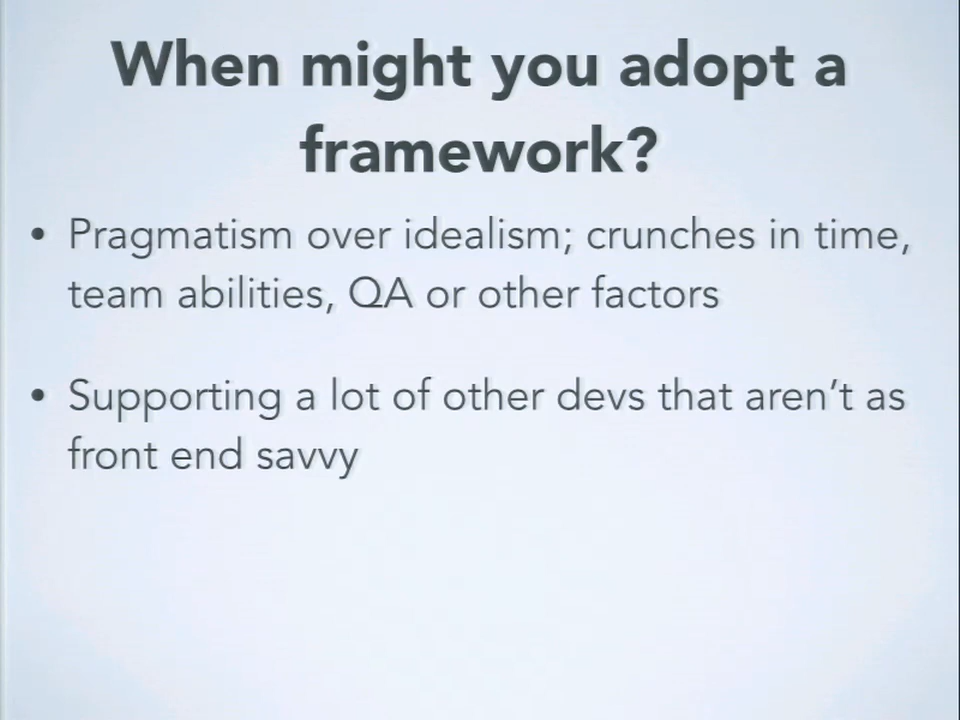 When might you adopt a
framework?
• Pragmatism over idealism; crunches in time,
team abilities, QA or other factors
• Supporting a lot of other devs that aren’t as
front end savvy